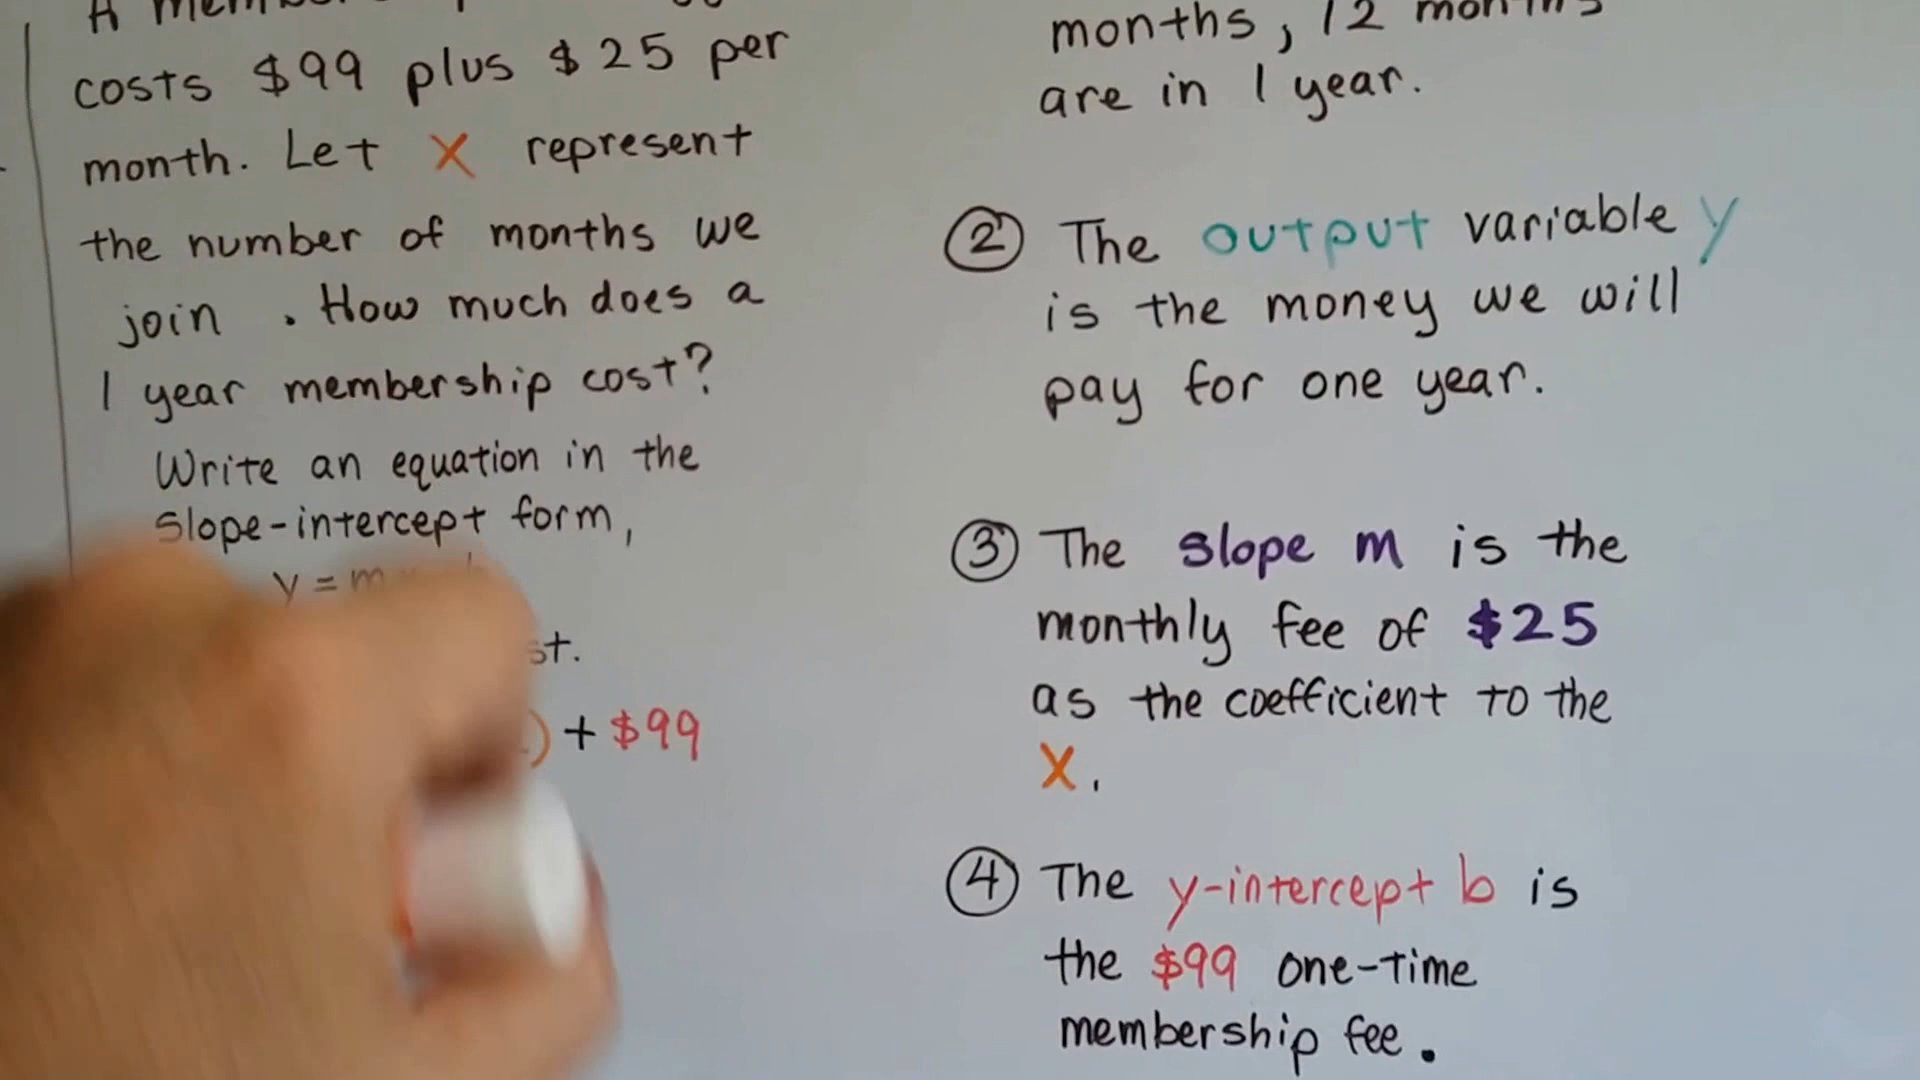 A
costs $99 plus $25 per
month. Let X represent
the number of months we
join . How much does a
1 year membership cost?
Write an equation in the
slope-intercept form,
y = m
st.
) + $99
months, 12 months
are in 1 year.
② The output variable y
is the money we will
pay for one year.
③ The slope m is the
monthly fee of $25
as the coefficient to the
X.
④ The y-intercept b is
the $99 one-time
membership fee.